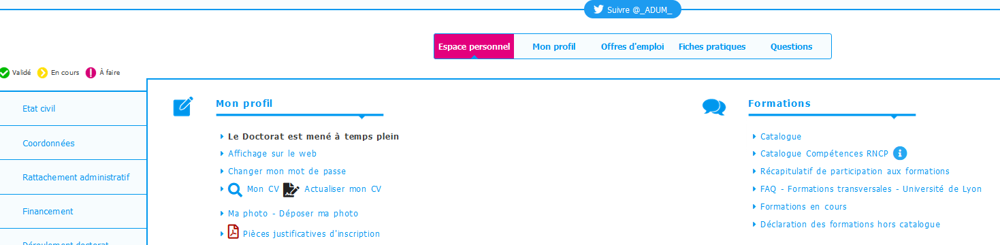 Suivre @_ADUM_
Espace personnel Mon profil Offres d'emploi Fiches pratiques Questions
Validé En cours À faire
Etat civil
Coordonnées
Rattachement administratif
Financement
Déroulement doctorat
Mon profil
Le Doctorat est mené à temps plein
Affichage sur le web
Changer mon mot de passe
Mon CV Actualiser mon CV
Ma photo - Déposer ma photo
Pièces justificatives d'inscription
Formations
Catalogue
Catalogue Compétences RNCP
Récapitulatif de participation aux formations
FAQ - Formations transversales - Université de Lyon
Formations en cours
Déclaration des formations hors catalogue